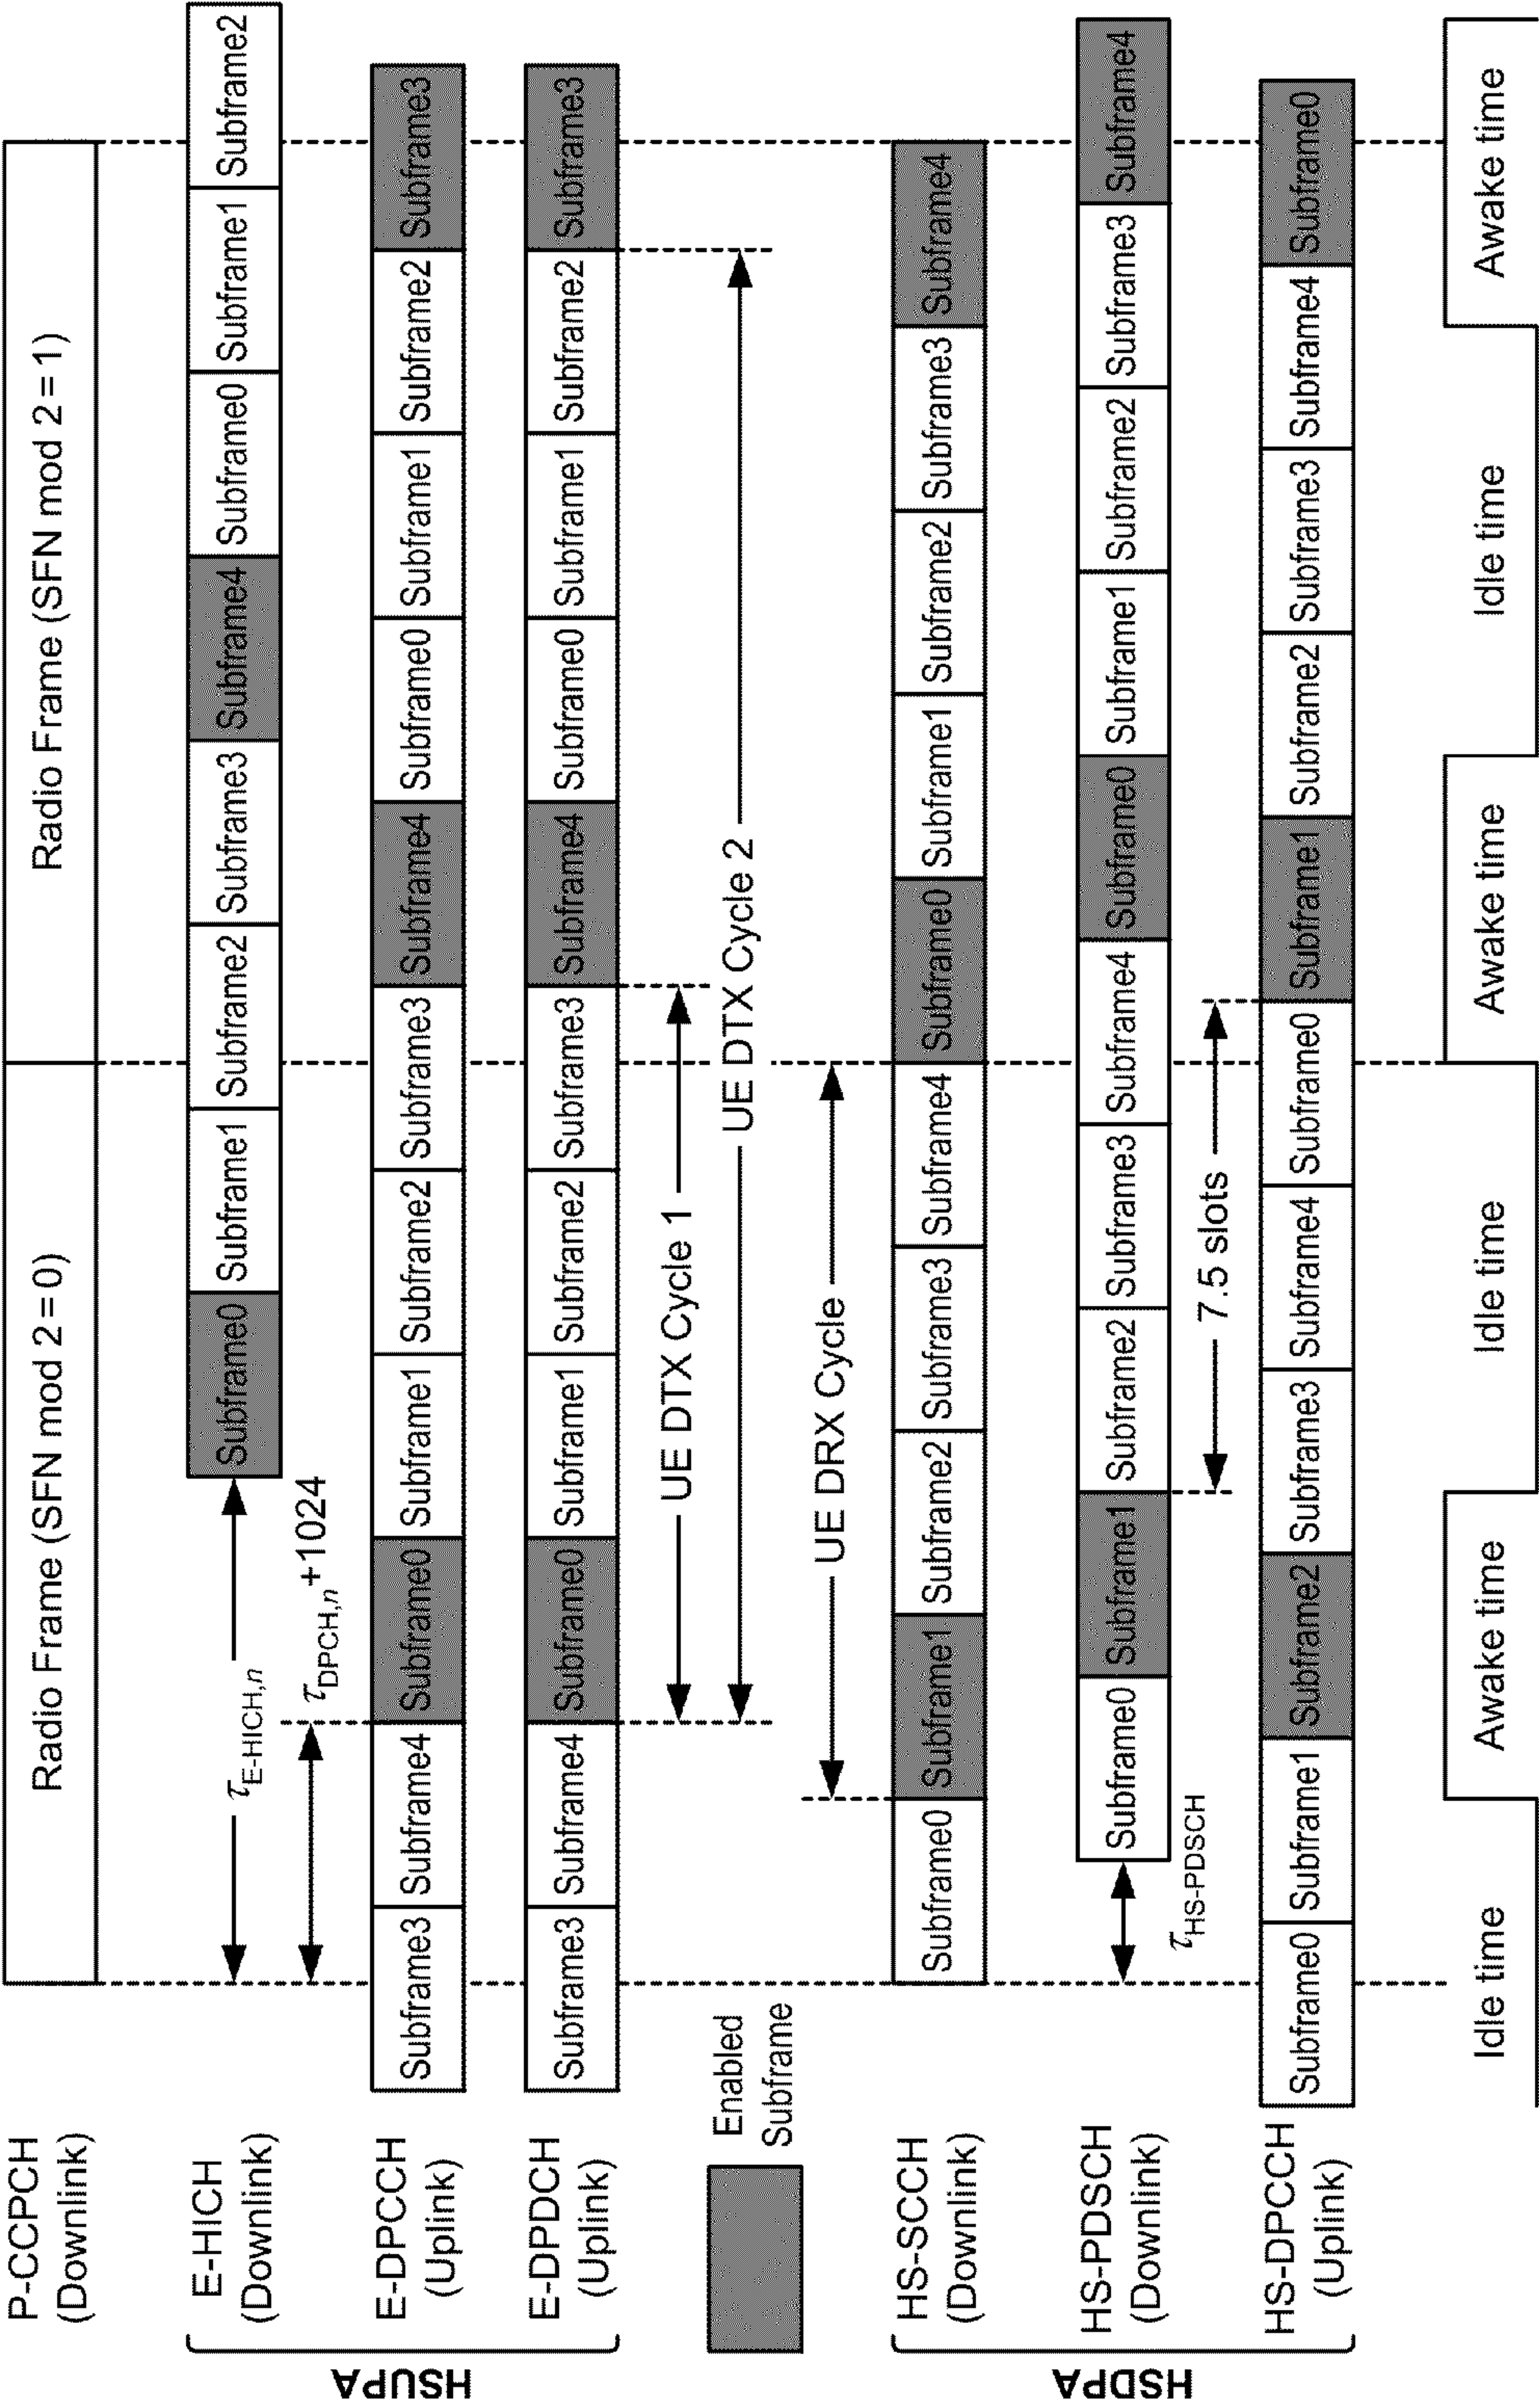 P-CCPCH
(Downlink)
Radio Frame (SFN mod 2 = 0)
Radio Frame (SFN mod 2 = 1)
HSUPA
E-HICH
(Downlink)
τE-HICH,n
Subframe0
Subframe1
Subframe2
Subframe3
Subframe4
Subframe0
Subframe1
Subframe2
τDPCH,n+1024
E-DPCCH
(Uplink)
Subframe3
Subframe4
Subframe0
Subframe1
Subframe2
Subframe3
Subframe4
Subframe0
Subframe1
Subframe2
Subframe3
E-DPDCH
(Uplink)
Subframe3
Subframe4
Subframe0
Subframe1
Subframe2
Subframe3
Subframe4
Subframe0
Subframe1
Subframe2
Subframe3
UE DTX Cycle 1
UE DTX Cycle 2
Enabled
Subframe
UE DRX Cycle
HSDPA
HS-SCCH
(Downlink)
Subframe0
Subframe1
Subframe2
Subframe3
Subframe4
Subframe0
Subframe1
Subframe2
Subframe3
Subframe4
HS-PDSCH
(Downlink)
τHS-PDSCH
Subframe0
Subframe1
Subframe2
Subframe3
Subframe4
Subframe0
Subframe1
Subframe2
Subframe3
Subframe4
7.5 slots
HS-DPCCH
(Uplink)
Subframe0
Subframe1
Subframe2
Subframe3
Subframe4
Subframe0
Subframe1
Subframe2
Subframe3
Subframe4
Subframe0
Idle time
Awake time
Idle time
Awake time
Idle time
Awake time